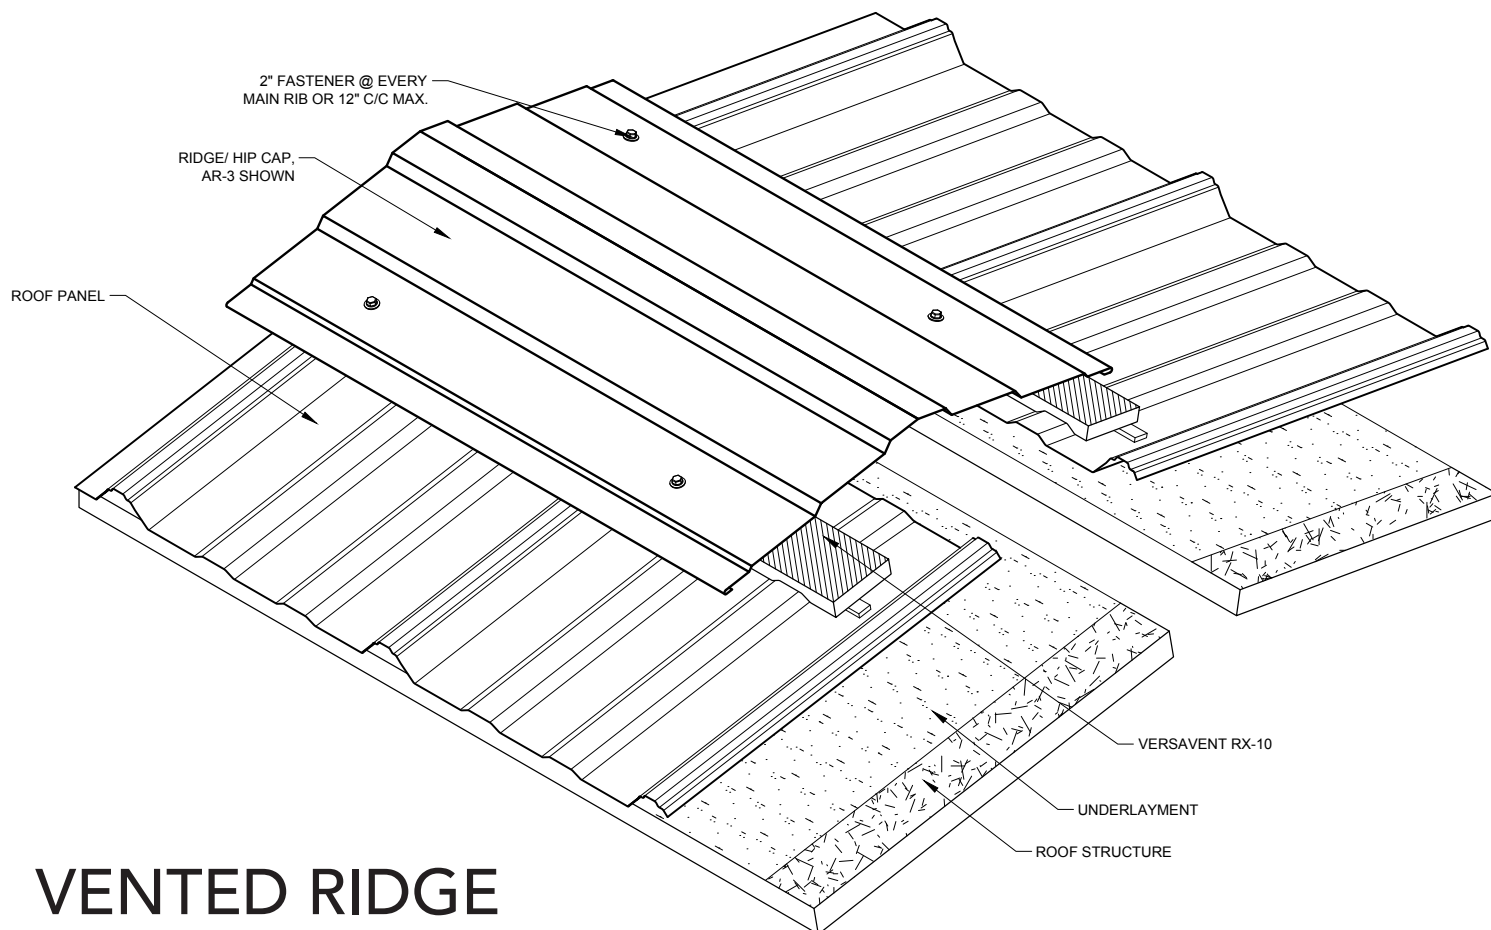 2" FASTENER @ EVERY
MAIN RIB OR 12" C/C MAX.
RIDGE/ HIP CAP,
AR-3 SHOWN
ROOF PANEL
VERSAVENT RX-10
UNDERLAYMENT
ROOF STRUCTURE
VENTED RIDGE